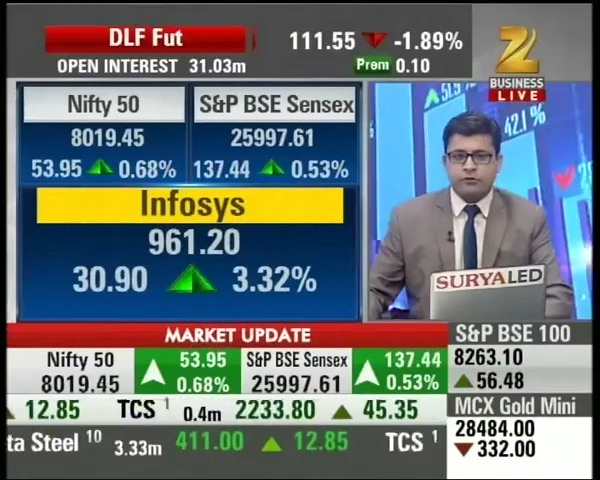 DLF Fut
OPEN INTEREST 31.03m
111.55 -1.89%
Prem 0.10
Z
BUSINESS
LIVE
Nifty 50
8019.45
53.95 0.68%
S&P BSE Sensex
25997.61
137.44 0.53%
Infosys
961.20
30.90 3.32%
42.1%
SURYA LED
MARKET UPDATE
Nifty 50 53.95 S&P BSE Sensex 137.44
8019.45 0.68% 25997.61 0.53%
S&P BSE 100
8263.10
56.48
MCX Gold Mini
28484.00
332.00
12.85 TCS 1 0.4m 2233.80 45.35
ta Steel 10 3.33m 411.00 12.85 TCS 1